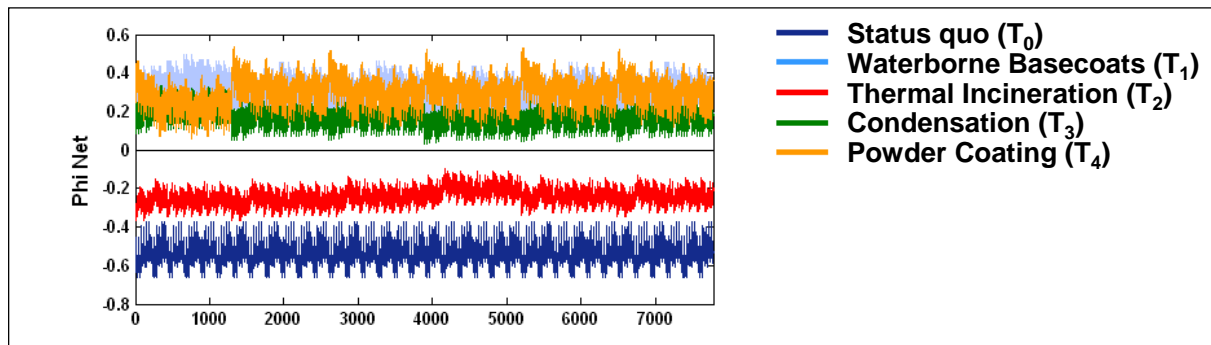 0.6
0.4
0.2
0
-0.2
-0.4
-0.6
-0.8
Phi Net
0 1000 2000 3000 4000 5000 6000 7000
Status quo (T0)
Waterborne Basecoats (T1)
Thermal Incineration (T2)
Condensation (T3)
Powder Coating (T4)